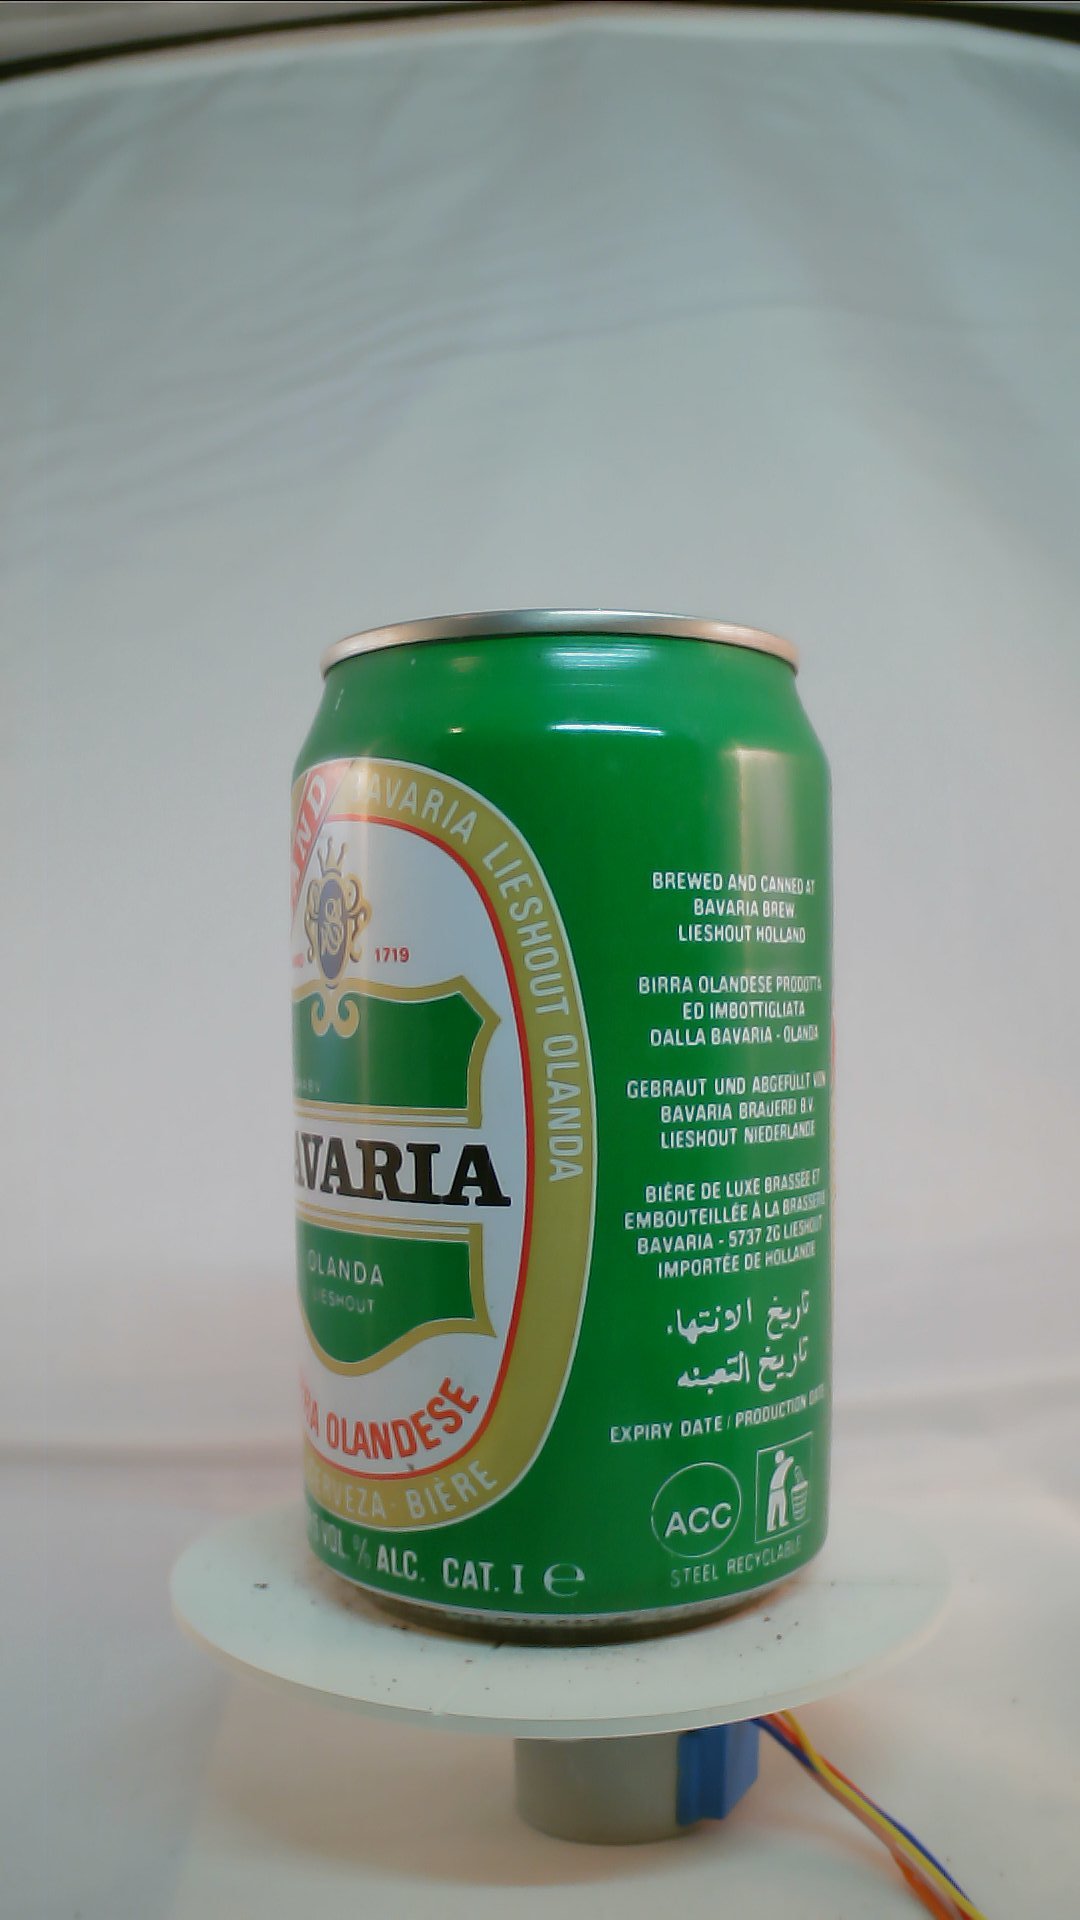 BAVARIA LIESHOUT OLANDA
1719
AVARIA
OLANDA
LIESHOUT
OLANDESE
CERVEZA · BIÈRE
VOL % ALC. CAT. I ℮
BREWED AND CANNED AT
BAVARIA BREW
LIESHOUT HOLLAND
BIRRA OLANDESE PRODOTTA
ED IMBOTTIGLIATA
DALLA BAVARIA - OLANDA
GEBRAUT UND ABGEFÜLLT VON
BAVARIA BRAUEREI B.V.
LIESHOUT NIEDERLANDE
BIÈRE DE LUXE BRASSÉE ET
EMBOUTEILLÉE À LA BRASSERIE
BAVARIA - 5737 ZG LIESHOUT
IMPORTÉE DE HOLLANDE
تاريخ الانتهاء
تاريخ التعبئه
EXPIRY DATE / PRODUCTION DATE
ACC
STEEL RECYCLABLE